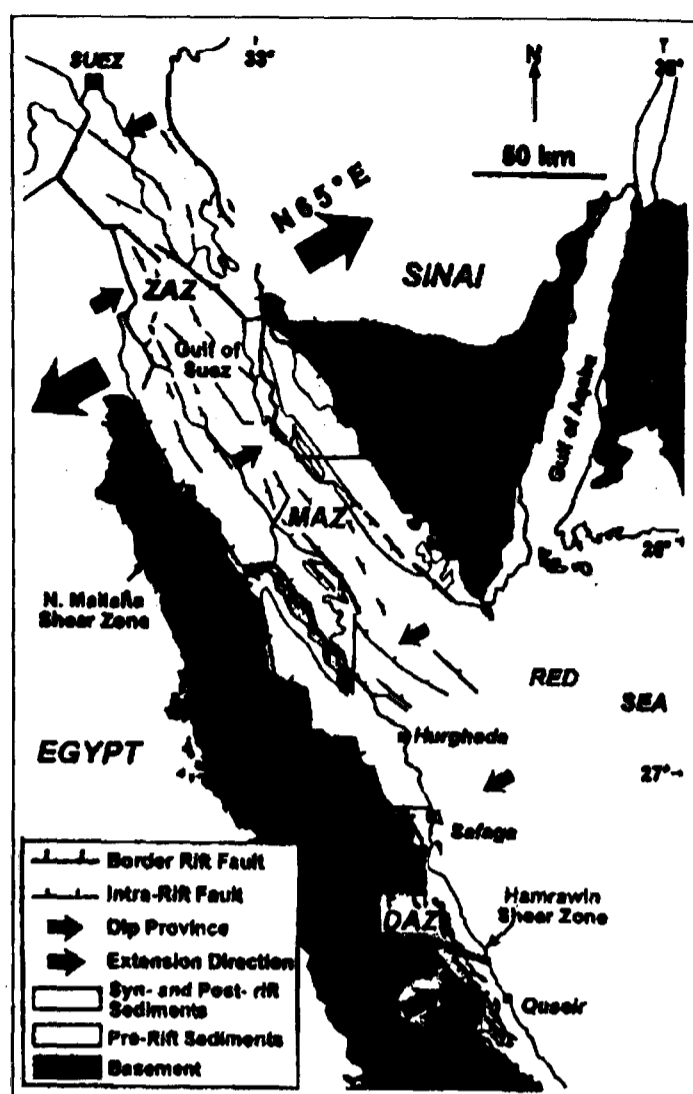 SUEZ
33°
N
50 km
N65°E
SINAI
ZAZ
Gulf of
Suez
Gulf of Aqaba
MAZ
28°
N. Mallaha
Shear Zone
RED
SEA
EGYPT
Hurghada
27°
Safaga
Hamrawin
Shear Zone
DAZ
Quseir
Border Rift Fault
Intra-Rift Fault
Dip Province
Extension Direction
Syn- and Post-rift
Sediments
Pre-Rift Sediments
Basement